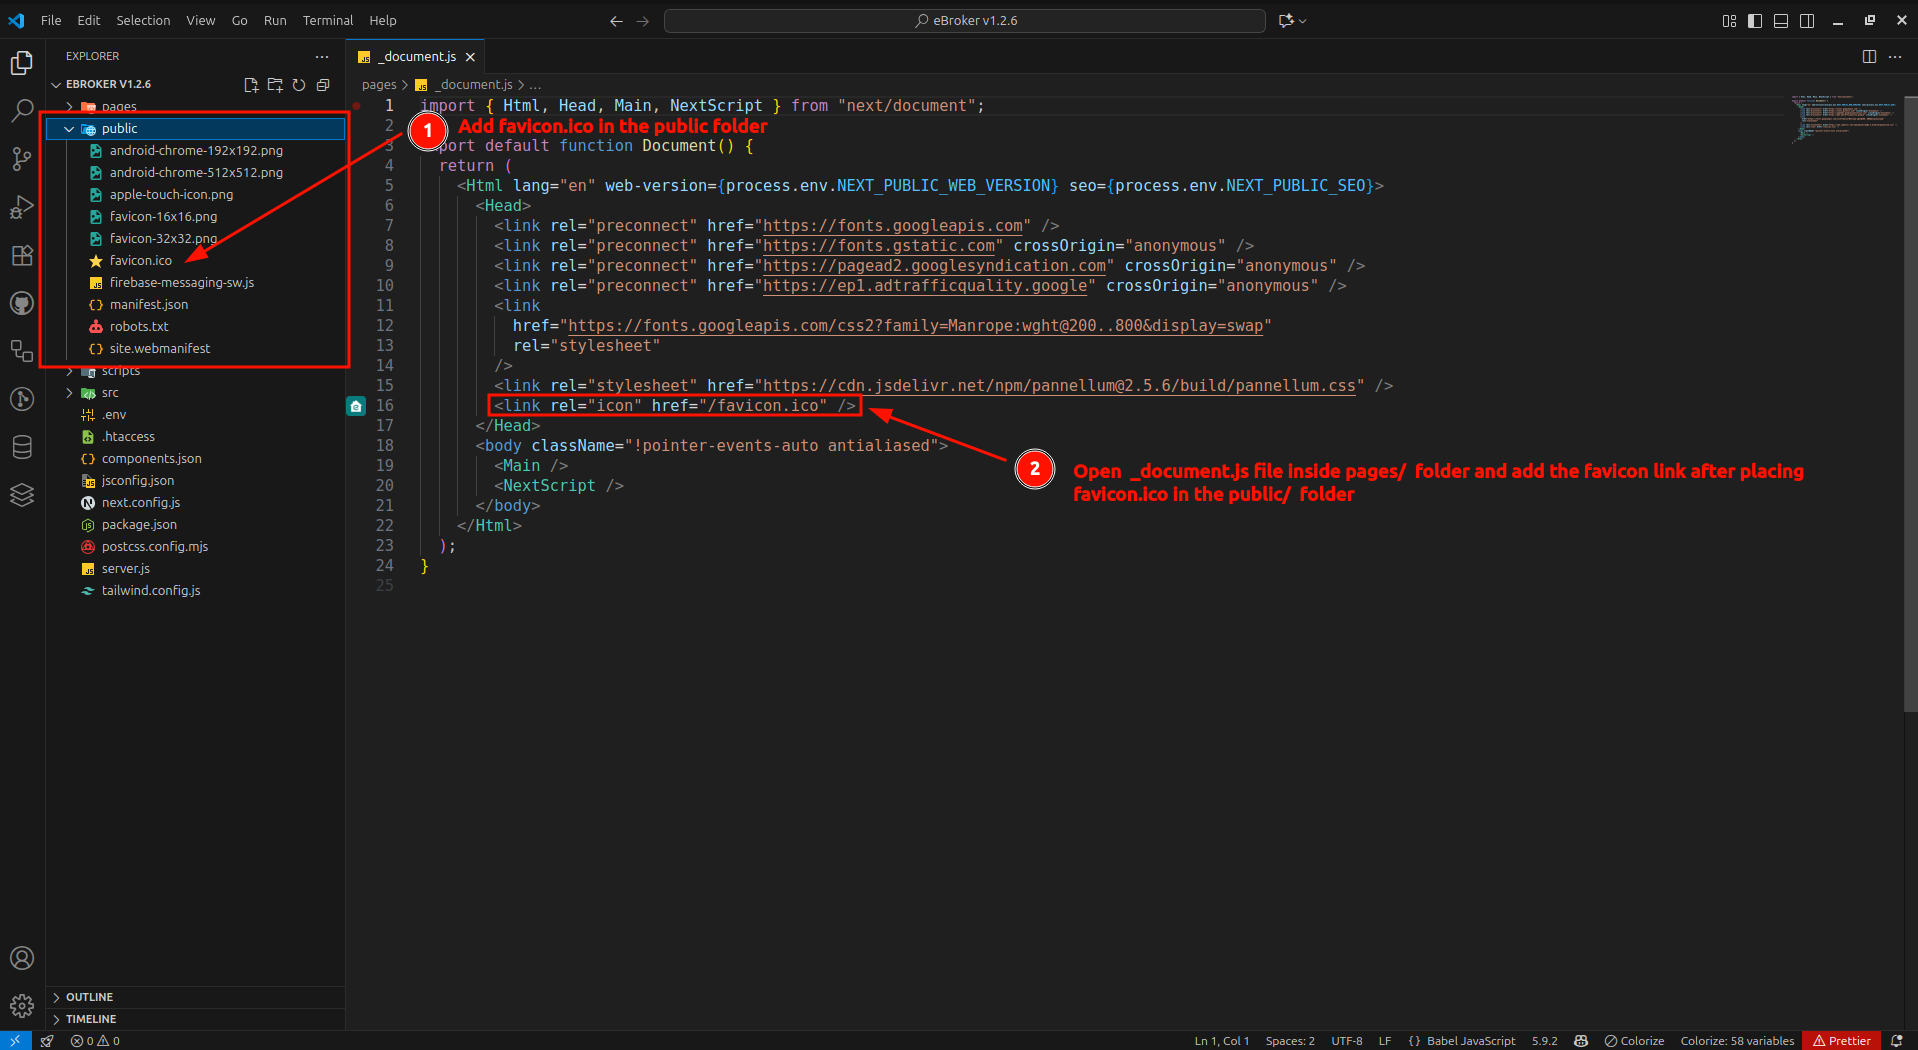 File Edit Selection View Go Run Terminal Help
eBroker v1.2.6
EXPLORER
EBROKER V1.2.6
pages
public
android-chrome-192x192.png
android-chrome-512x512.png
apple-touch-icon.png
favicon-16x16.png
favicon-32x32.png
favicon.ico
firebase-messaging-sw.js
manifest.json
robots.txt
site.webmanifest
scripts
src
.env
.htaccess
components.json
jsconfig.json
next.config.js
package.json
postcss.config.mjs
server.js
tailwind.config.js
OUTLINE
TIMELINE
_document.js
pages > _document.js > ...
1 import { Html, Head, Main, NextScript } from "next/document";
2
1 Add favicon.ico in the public folder
3 port default function Document() {
4 return (
5 <Html lang="en" web-version={process.env.NEXT_PUBLIC_WEB_VERSION} seo={process.env.NEXT_PUBLIC_SEO}>
6 <Head>
7 <link rel="preconnect" href="https://fonts.googleapis.com" />
8 <link rel="preconnect" href="https://fonts.gstatic.com" crossOrigin="anonymous" />
9 <link rel="preconnect" href="https://pagead2.googlesyndication.com" crossOrigin="anonymous" />
10 <link rel="preconnect" href="https://ep1.adtrafficquality.google" crossOrigin="anonymous" />
11 <link
12 href="https://fonts.googleapis.com/css2?family=Manrope:wght@200..800&display=swap"
13 rel="stylesheet"
14 />
15 <link rel="stylesheet" href="https://cdn.jsdelivr.net/npm/pannellum@2.5.6/build/pannellum.css" />
16 <link rel="icon" href="/favicon.ico" />
17 </Head>
18 <body className="!pointer-events-auto antialiased">
19 <Main />
20 <NextScript />
21 </body>
22 </Html>
23 );
24 }
25
2 Open _document.js file inside pages/ folder and add the favicon link after placing
favicon.ico in the public/ folder
0 0
Ln 1, Col 1 Spaces: 2 UTF-8 LF {} Babel JavaScript 5.9.2 Colorize Colorize: 58 variables Prettier